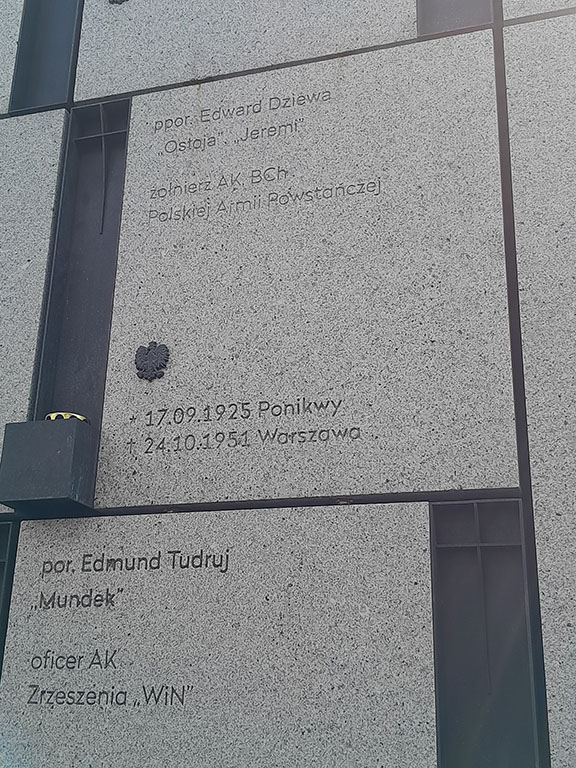 ppor. Edward Dziewa
„Ostoja", „Jeremi"
żołnierz AK, BCh
Polskiej Armii Powstańczej
* 17.09.1925 Ponikwy
† 24.10.1951 Warszawa
por. Edmund Tudruj
„Mundek"
oficer AK
Zrzeszenia „WiN"